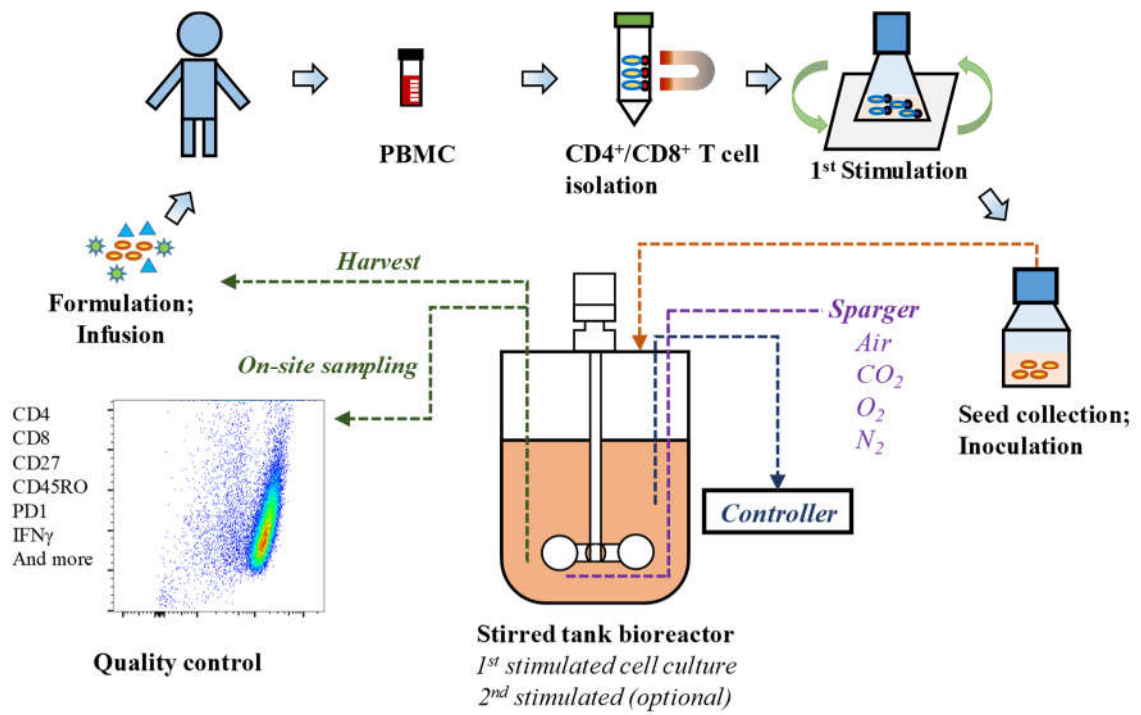 PBMC
CD4⁺/CD8⁺ T cell
isolation
1ˢᵗ Stimulation
Formulation;
Infusion
Harvest
On-site sampling
Sparger
Air
CO₂
O₂
N₂
Seed collection;
Inoculation
Controller
CD4
CD8
CD27
CD45RO
PD1
IFNγ
And more
Quality control
Stirred tank bioreactor
1ˢᵗ stimulated cell culture
2ⁿᵈ stimulated (optional)